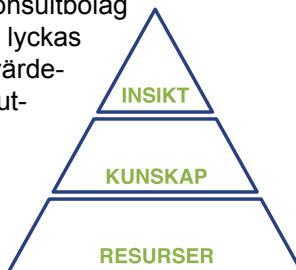 onsultbolag
lyckas
värde-
ut-
INSIKT
KUNSKAP
RESURSER